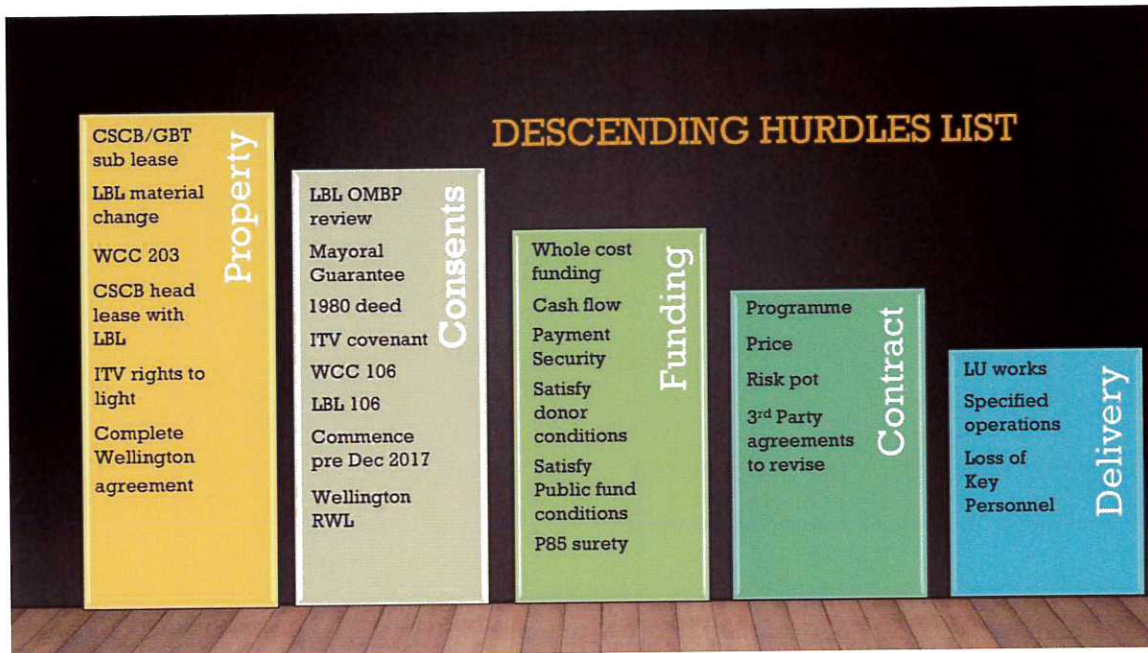 DESCENDING HURDLES LIST
Property
CSCB/GBT
sub lease
LBL material
change
WCC 203
CSCB head
lease with
LBL
ITV rights to
light
Complete
Wellington
agreement
Consents
LBL OMBP
review
Mayoral
Guarantee
1980 deed
ITV covenant
WCC 106
LBL 106
Commence
pre Dec 2017
Wellington
RWL
Funding
Whole cost
funding
Cash flow
Payment
Security
Satisfy
donor
conditions
Satisfy
Public fund
conditions
P85 surety
Contract
Programme
Price
Risk pot
3rd Party
agreements
to revise
Delivery
LU works
Specified
operations
Loss of
Key
Personnel